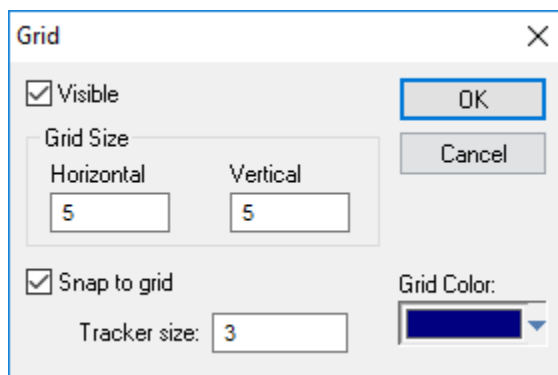 Grid
Visible
OK
Grid Size
Cancel
Horizontal
Vertical
5
5
Snap to grid
Grid Color:
Tracker size:
3